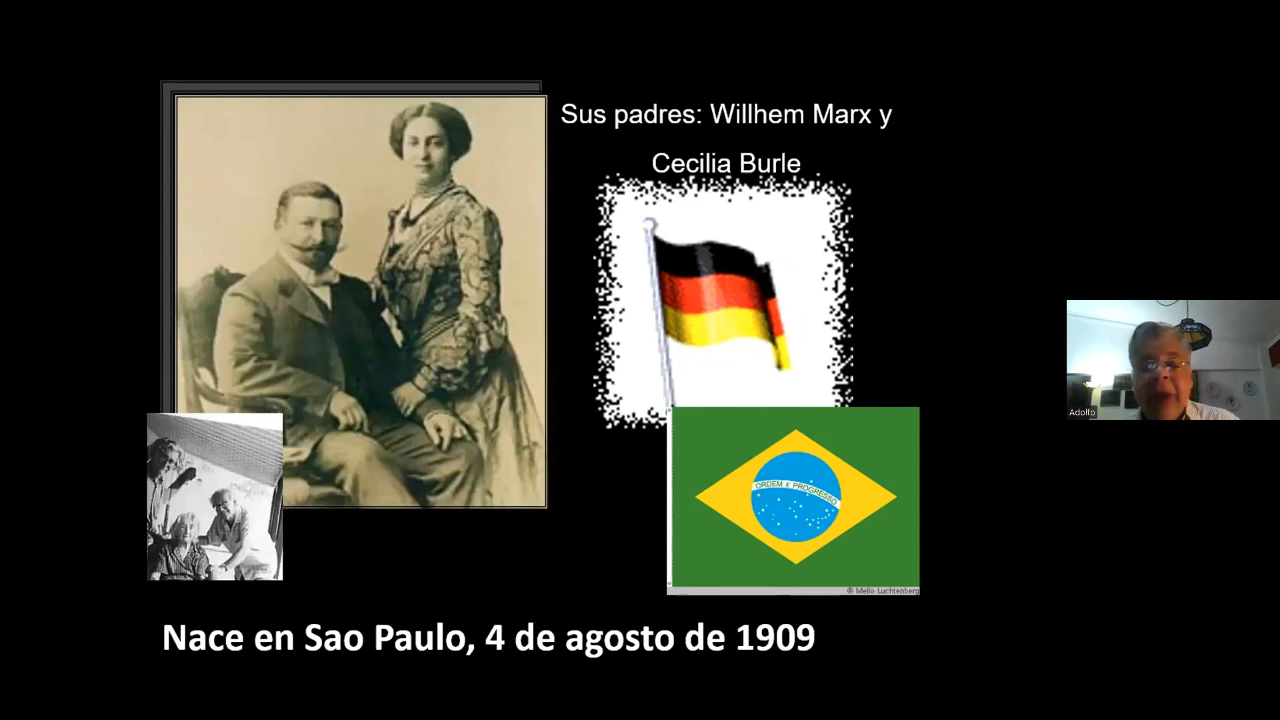 Sus padres: Willhem Marx y
Cecilia Burle
ORDEM E PROGRESSO
© Mello Luchtenberg
Adolfo
Nace en Sao Paulo, 4 de agosto de 1909